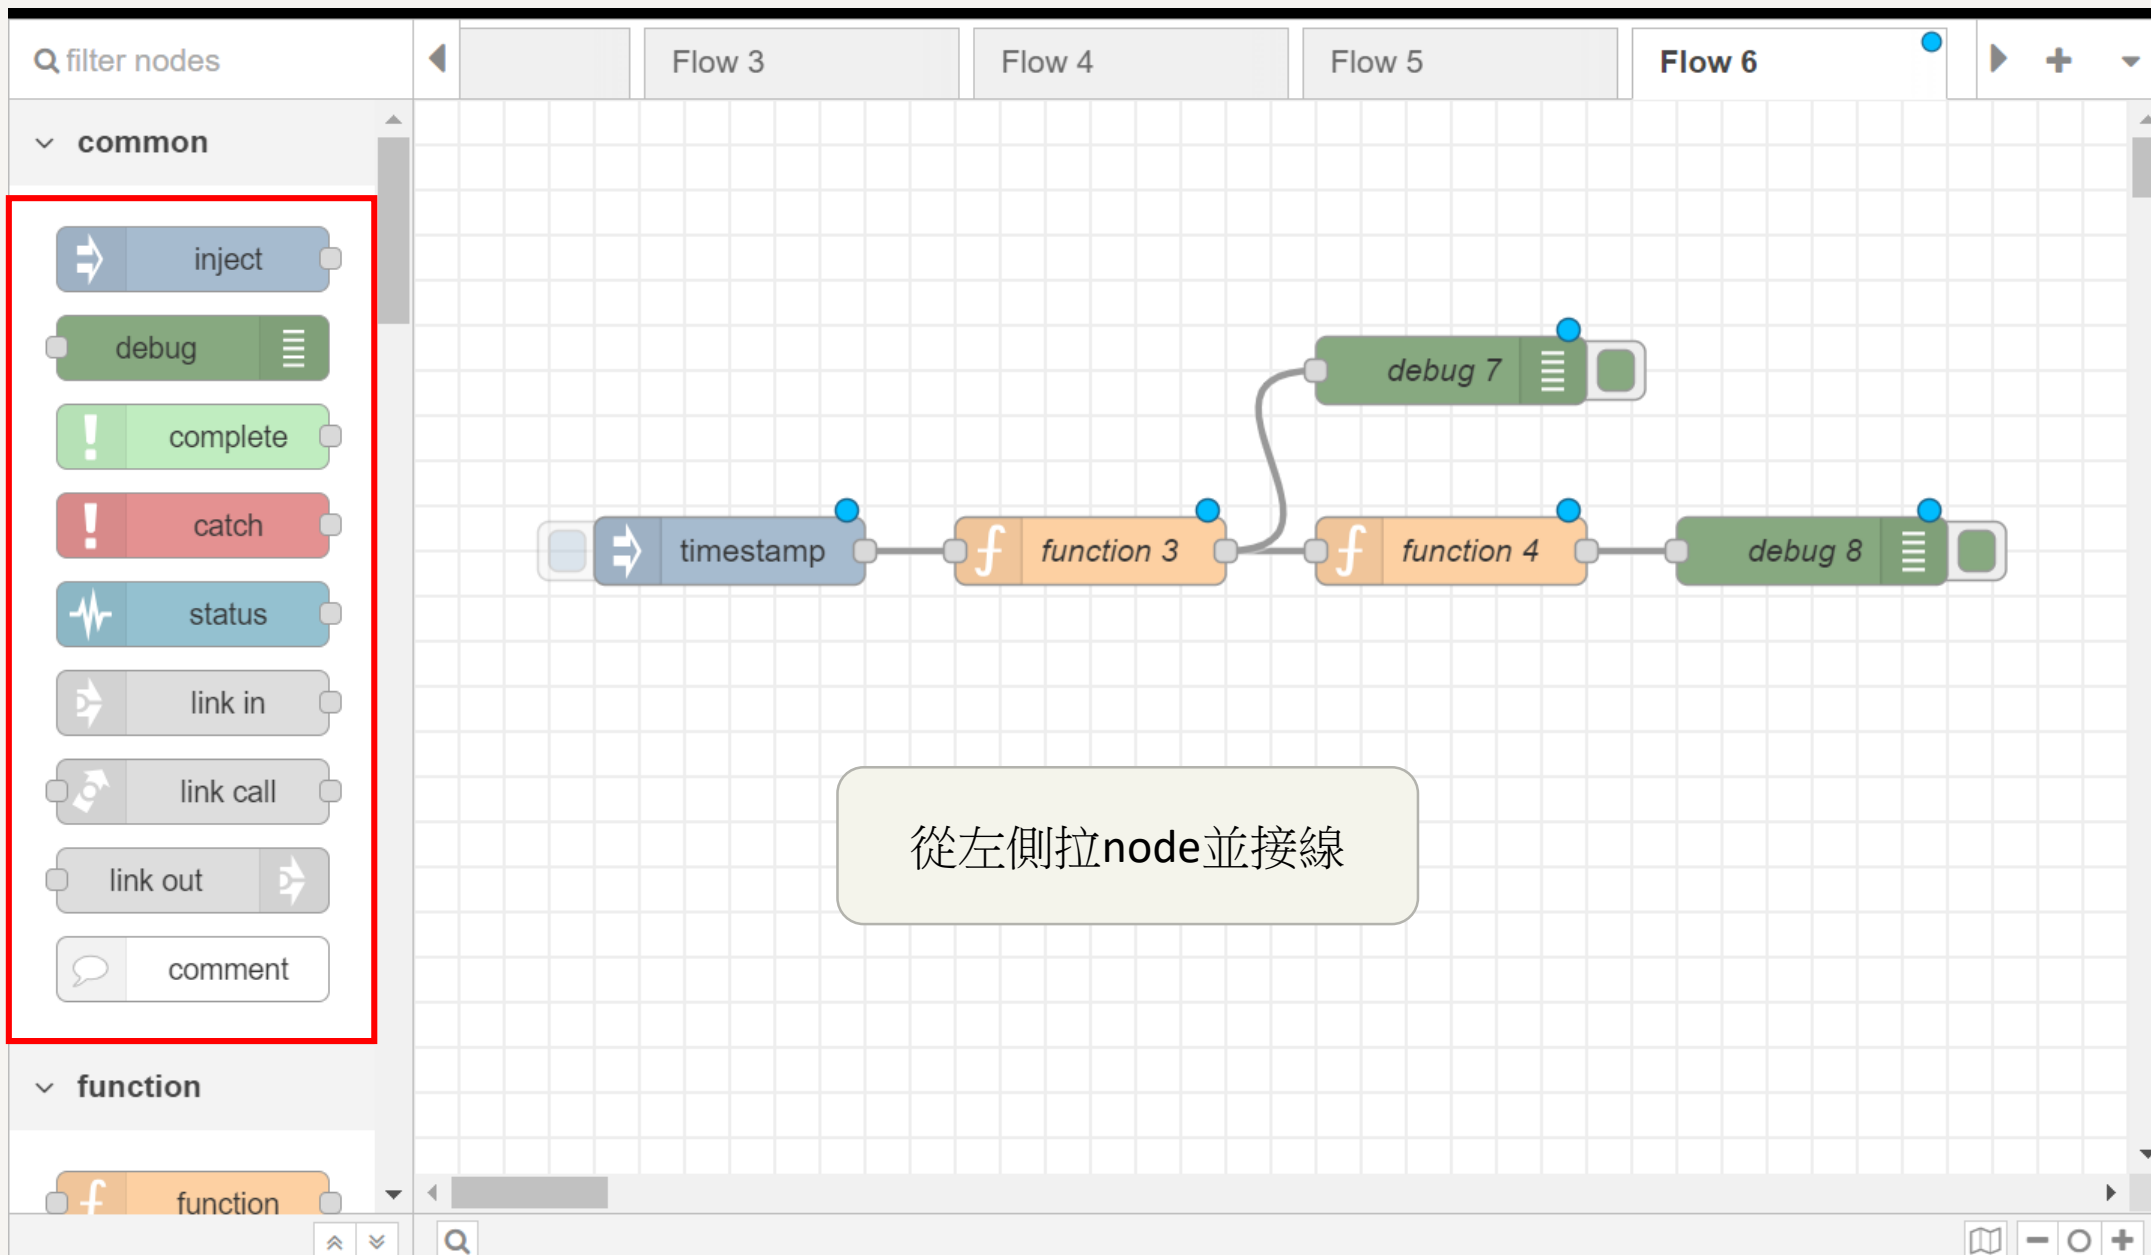 filter nodes
Flow 3
Flow 4
Flow 5
Flow 6
common
inject
debug
complete
catch
status
link in
link call
link out
comment
function
function
debug 7
timestamp
function 3
function 4
debug 8
從左側拉node並接線